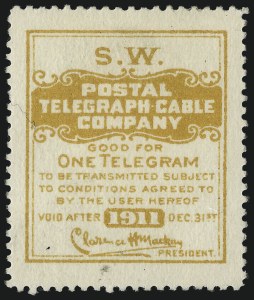 S.W.
POSTAL
TELEGRAPH-CABLE
COMPANY
GOOD FOR
ONE TELEGRAM
TO BE TRANSMITTED SUBJECT
TO CONDITIONS AGREED TO
BY THE USER HEREOF
VOID AFTER 1911 DEC. 31ST
Clarence H Mackay
PRESIDENT.